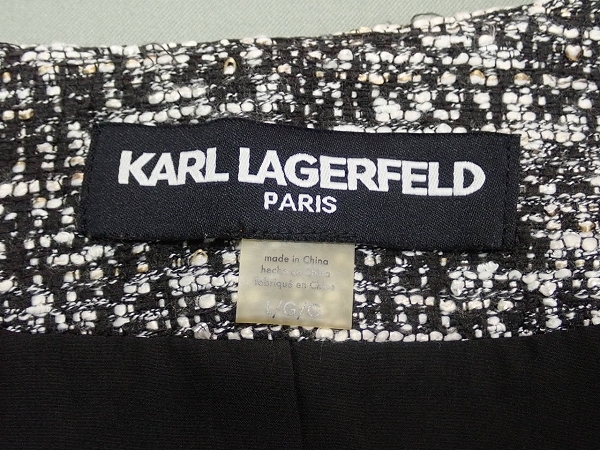 KARL LAGERFELD
PARIS
made in China
hecho en China
fabriqué en Chine
L/G/G